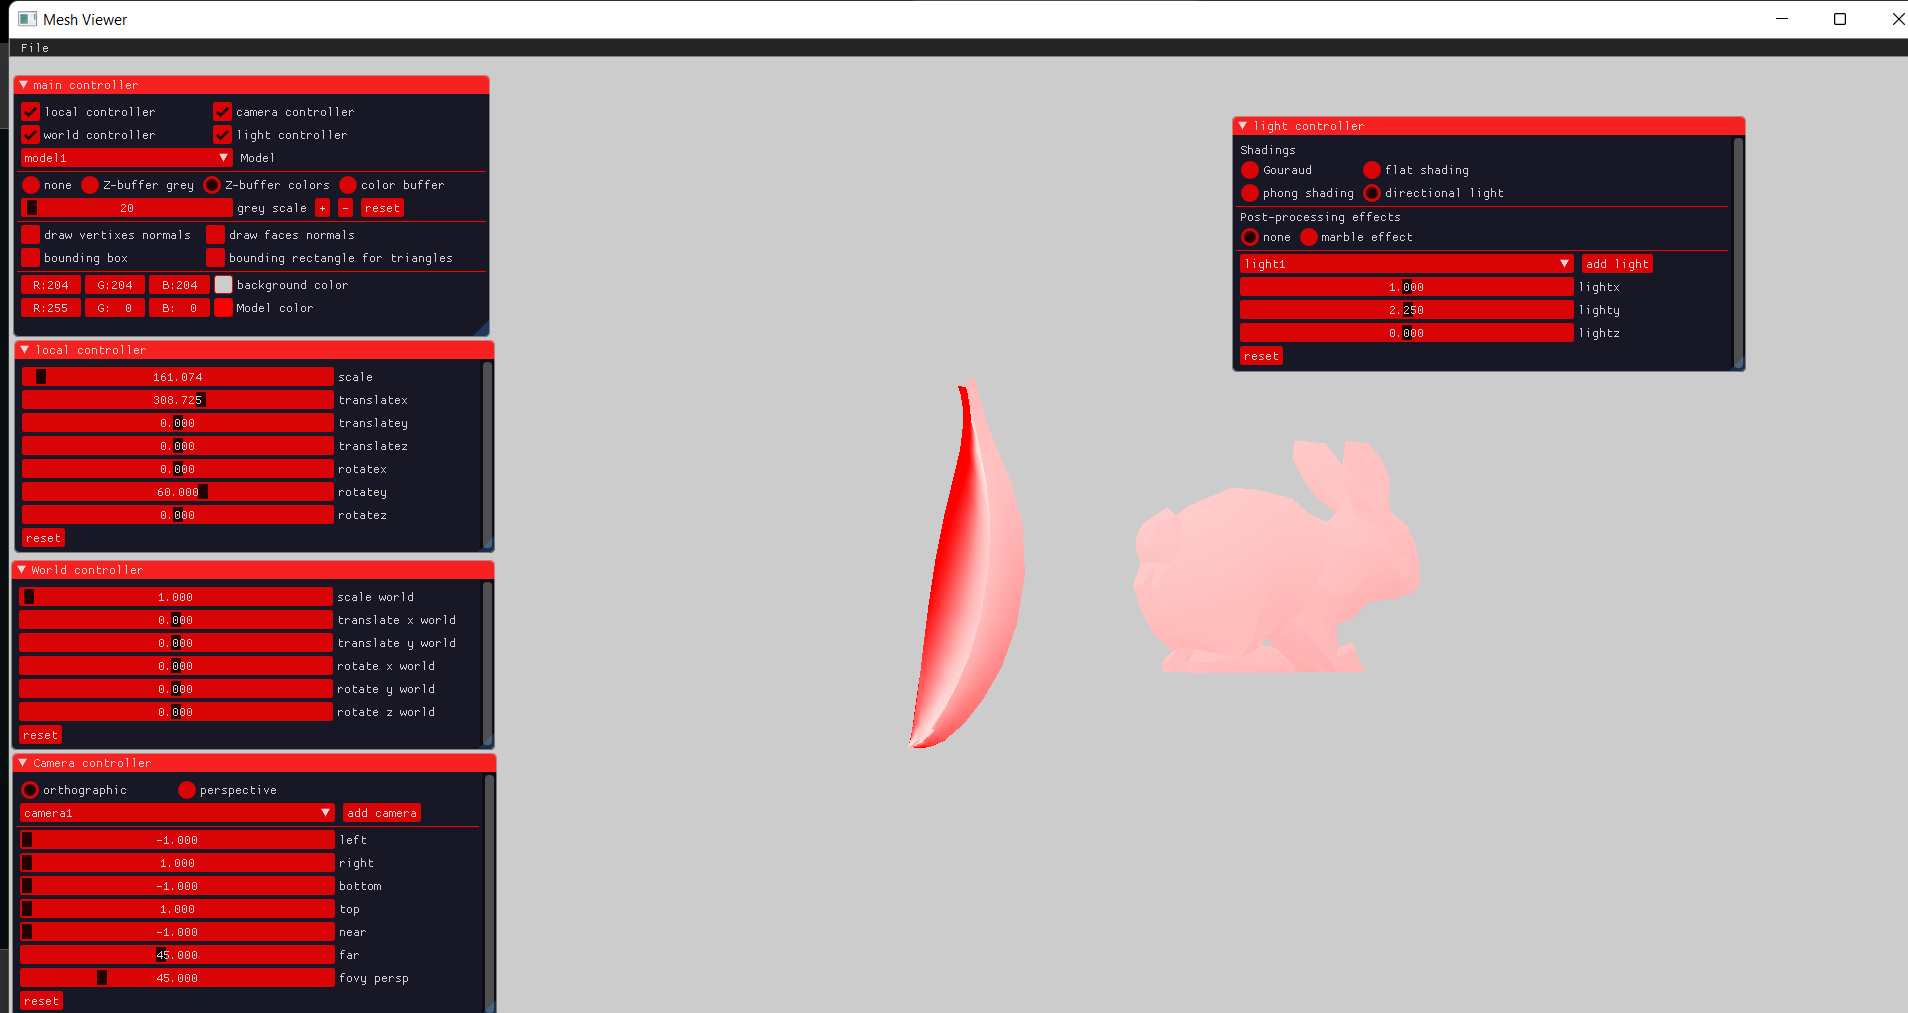 Mesh Viewer
File
main controller
local controller camera controller
world controller light controller
model1 Model
none Z-buffer grey Z-buffer colors color buffer
20 grey scale + - reset
draw vertixes normals draw faces normals
bounding box bounding rectangle for triangles
R:204 G:204 B:204 background color
R:255 G: 0 B: 0 Model color
local controller
161.074 scale
308.725 translatex
0.000 translatey
0.000 translatez
0.000 rotatex
60.000 rotatey
0.000 rotatez
reset
World controller
1.000 scale world
0.000 translate x world
0.000 translate y world
0.000 rotate x world
0.000 rotate y world
0.000 rotate z world
reset
Camera controller
orthographic perspective
camera1 add camera
-1.000 left
1.000 right
-1.000 bottom
1.000 top
-1.000 near
45.000 far
45.000 fovy persp
reset
light controller
Shadings
Gouraud flat shading
phong shading directional light
Post-processing effects
none marble effect
light1 add light
1.000 lightx
2.250 lighty
0.000 lightz
reset